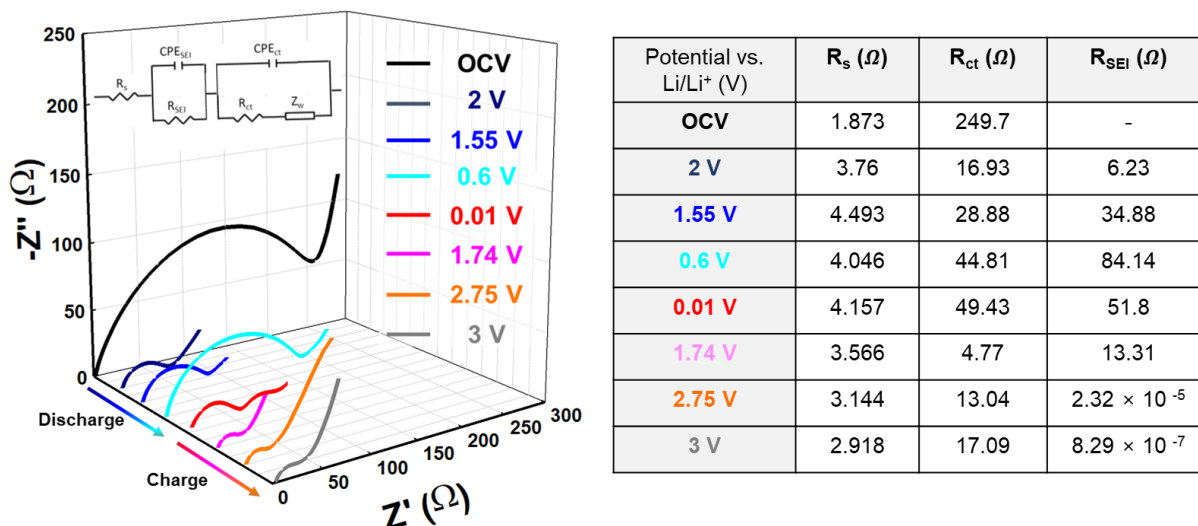 250
200
150
100
50
0
-Z" (Ω)
CPE_SEI
CPE_ct
R_s
R_SEI
R_ct
Z_w
OCV
2 V
1.55 V
0.6 V
0.01 V
1.74 V
2.75 V
3 V
Discharge
Charge
0
50
100
150
200
250
300
Z' (Ω)
Potential vs. Li/Li⁺ (V) R_s (Ω) R_ct (Ω) R_SEI (Ω)
OCV 1.873 249.7 -
2 V 3.76 16.93 6.23
1.55 V 4.493 28.88 34.88
0.6 V 4.046 44.81 84.14
0.01 V 4.157 49.43 51.8
1.74 V 3.566 4.77 13.31
2.75 V 3.144 13.04 2.32 × 10 ⁻⁵
3 V 2.918 17.09 8.29 × 10 ⁻⁷